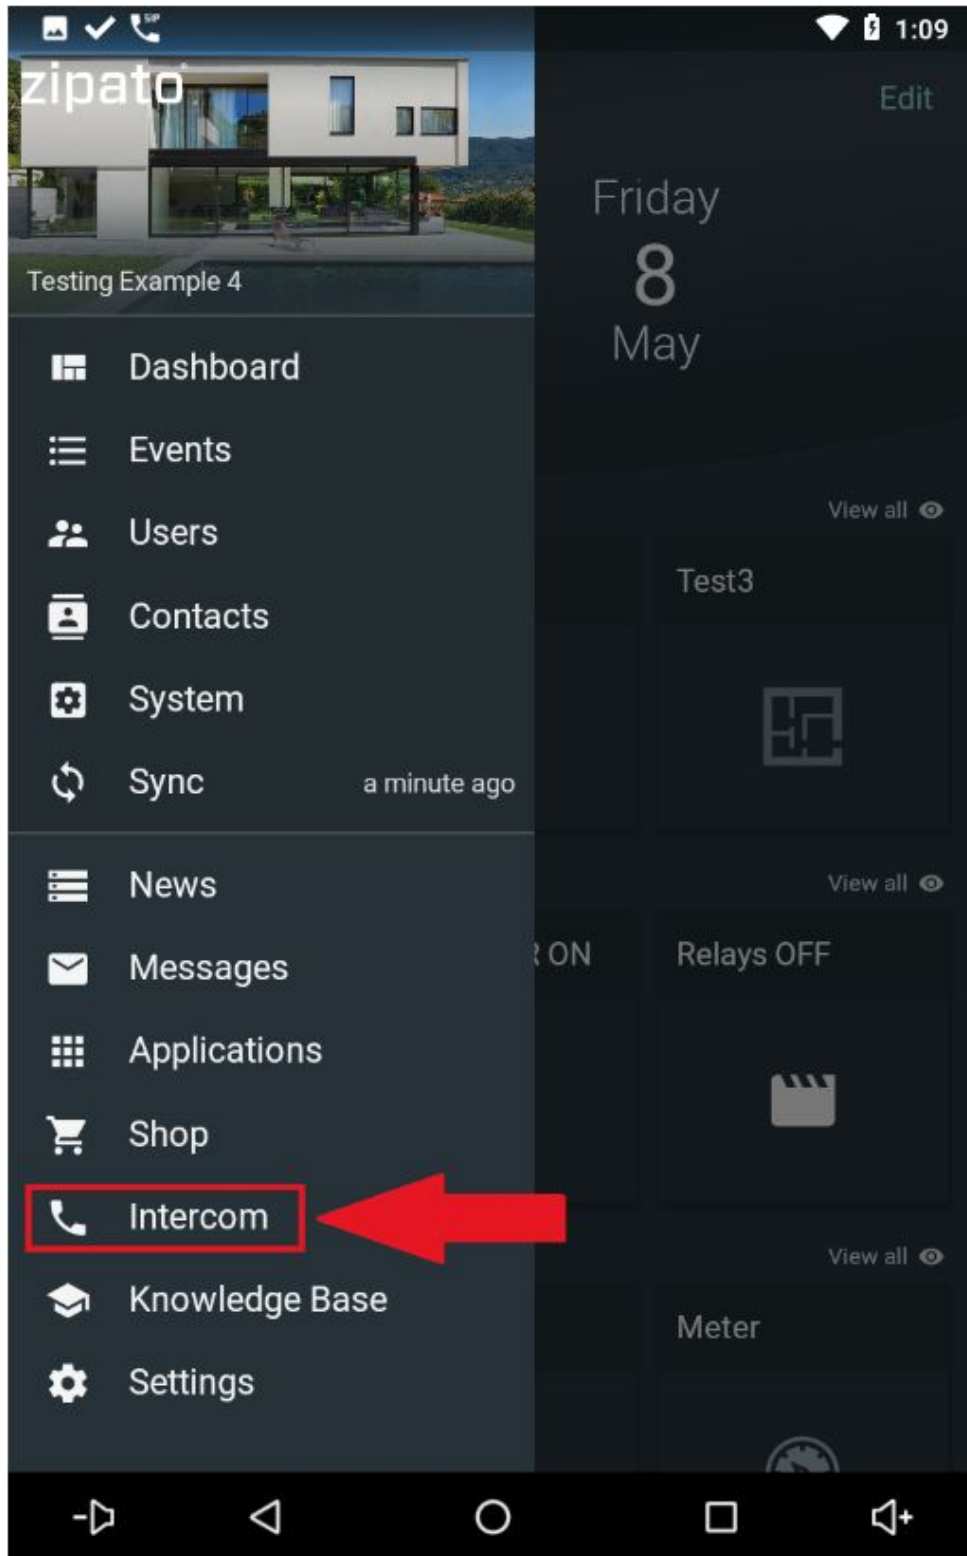 SIP
1:09
zipato
Edit
Friday
8
May
Testing Example 4
Dashboard
Events
Users
Contacts
System
Sync a minute ago
View all
Test3
News
Messages
Applications
Shop
Intercom
Knowledge Base
Settings
View all
R ON
Relays OFF
View all
Meter